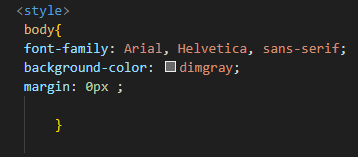 <style>
body{
font-family: Arial, Helvetica, sans-serif;
background-color: dimgray;
margin: 0px ;
}